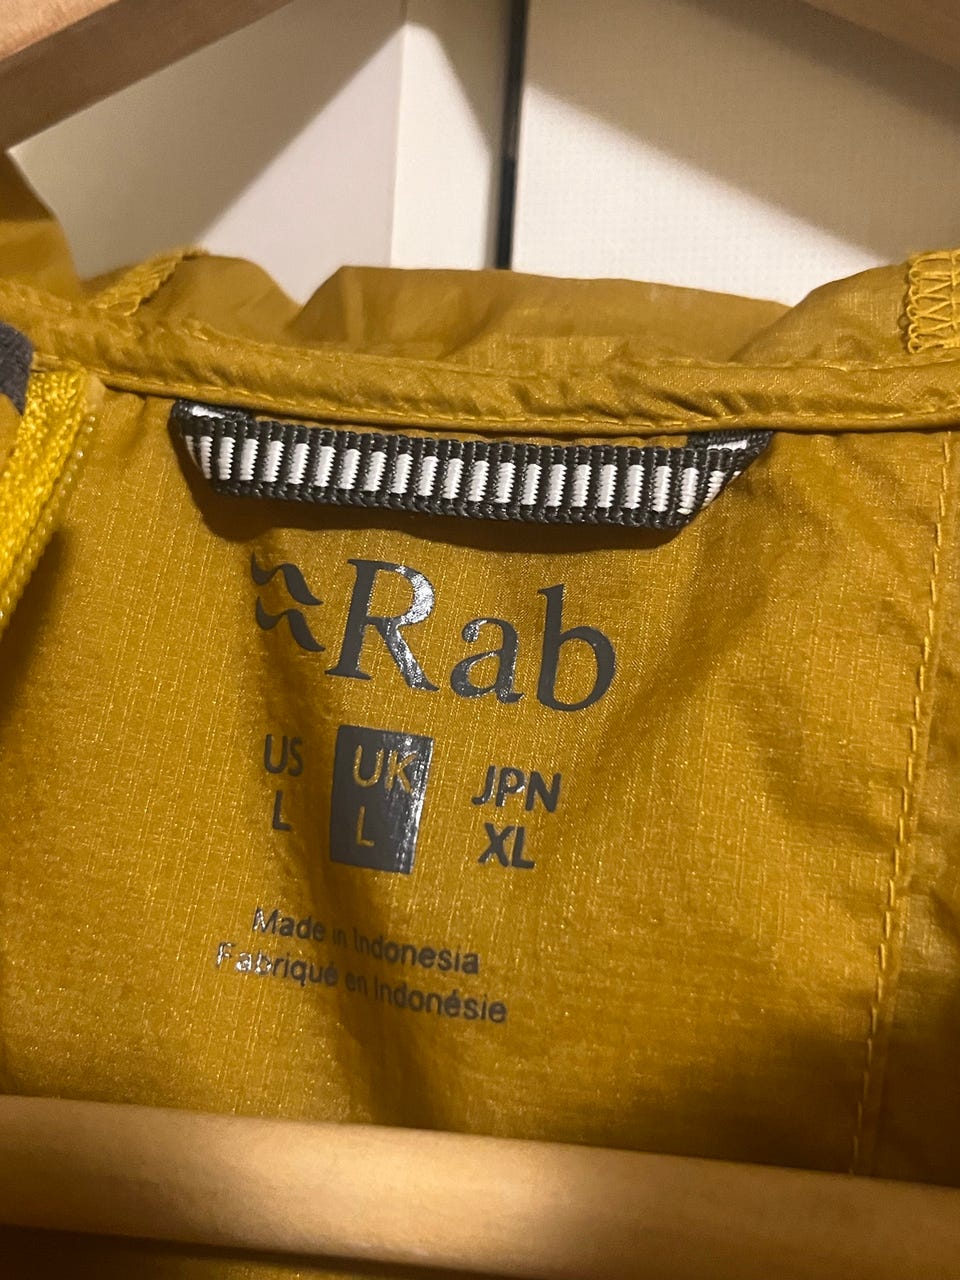 Rab
US UK JPN
L L XL
Made in Indonesia
Fabriqué en Indonésie